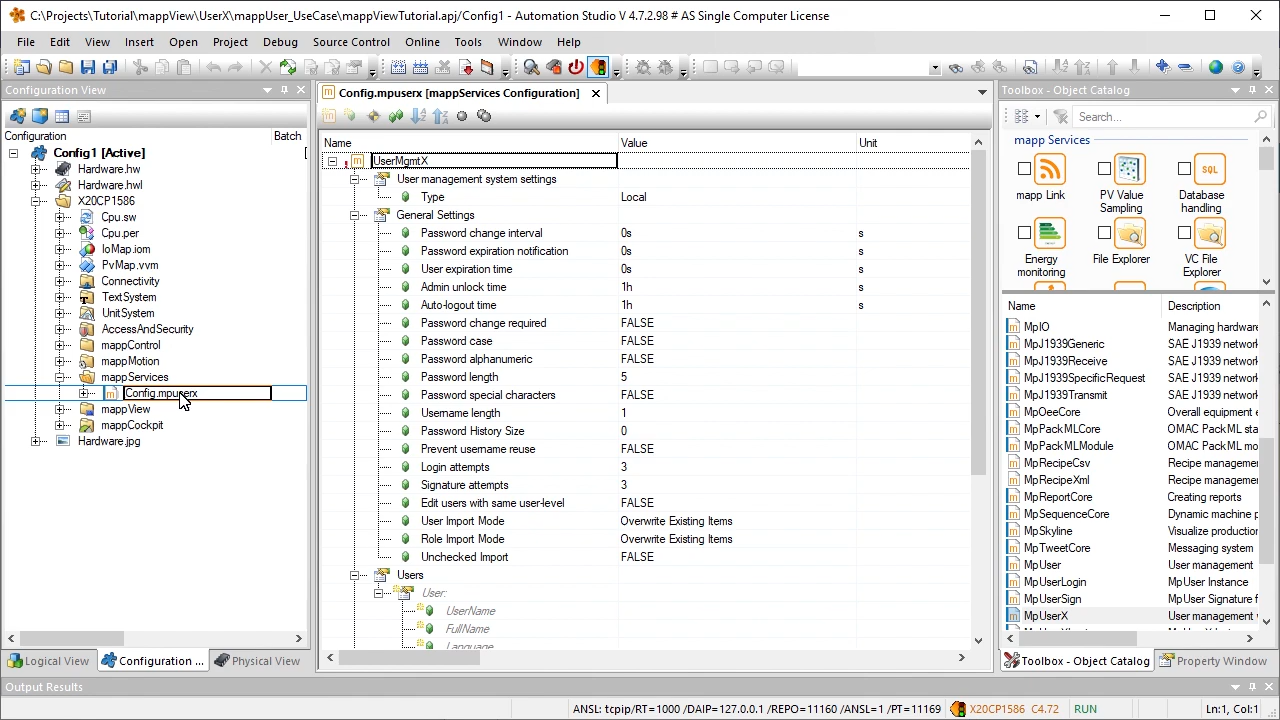 C:\Projects\Tutorial\mappView\UserX\mappUser_UseCase\mappViewTutorial.apj/Config1 - Automation Studio V 4.7.2.98 # AS Single Computer License
File Edit View Insert Open Project Debug Source Control Online Tools Window Help
Configuration View
Configuration Batch
Config1 [Active]
Hardware.hw
Hardware.hwl
X20CP1586
Cpu.sw
Cpu.per
IoMap.iom
PvMap.vvm
Connectivity
TextSystem
UnitSystem
AccessAndSecurity
mappControl
mappMotion
mappServices
Config.mpuserx
mappView
mappCockpit
Hardware.jpg
Logical View Configuration ... Physical View
Config.mpuserx [mappServices Configuration]
Name Value Unit
UserMgmtX
User management system settings
Type Local
General Settings
Password change interval 0s s
Password expiration notification 0s s
User expiration time 0s s
Admin unlock time 1h s
Auto-logout time 1h s
Password change required FALSE
Password case FALSE
Password alphanumeric FALSE
Password length 5
Password special characters FALSE
Username length 1
Password History Size 0
Prevent username reuse FALSE
Login attempts 3
Signature attempts 3
Edit users with same user-level FALSE
User Import Mode Overwrite Existing Items
Role Import Mode Overwrite Existing Items
Unchecked Import FALSE
Users
User:
UserName
FullName
Language
Toolbox - Object Catalog
Search...
mapp Services
SQL
mapp Link
PV Value Sampling
Database handling
Energy monitoring
File Explorer
VC File Explorer
Name Description
MpIO Managing hardware
MpJ1939Generic SAE J1939 network
MpJ1939Receive SAE J1939 network
MpJ1939SpecificRequest SAE J1939 network
MpJ1939Transmit SAE J1939 network
MpOeeCore Overall equipment e
MpPackMLCore OMAC PackML sta
MpPackMLModule OMAC PackML mo
MpRecipeCsv Recipe managemen
MpRecipeXml Recipe managemen
MpReportCore Creating reports
MpSequenceCore Dynamic machine p
MpSkyline Visualize production
MpTweetCore Messaging system
MpUser User management
MpUserLogin MpUser Instance
MpUserSign MpUser Signature f
MpUserX User management
Toolbox - Object Catalog Property Window
Output Results
ANSL: tcpip/RT=1000 /DAIP=127.0.0.1 /REPO=11160 /ANSL=1 /PT=11169 X20CP1586 C4.72 RUN Ln:1, Col:1